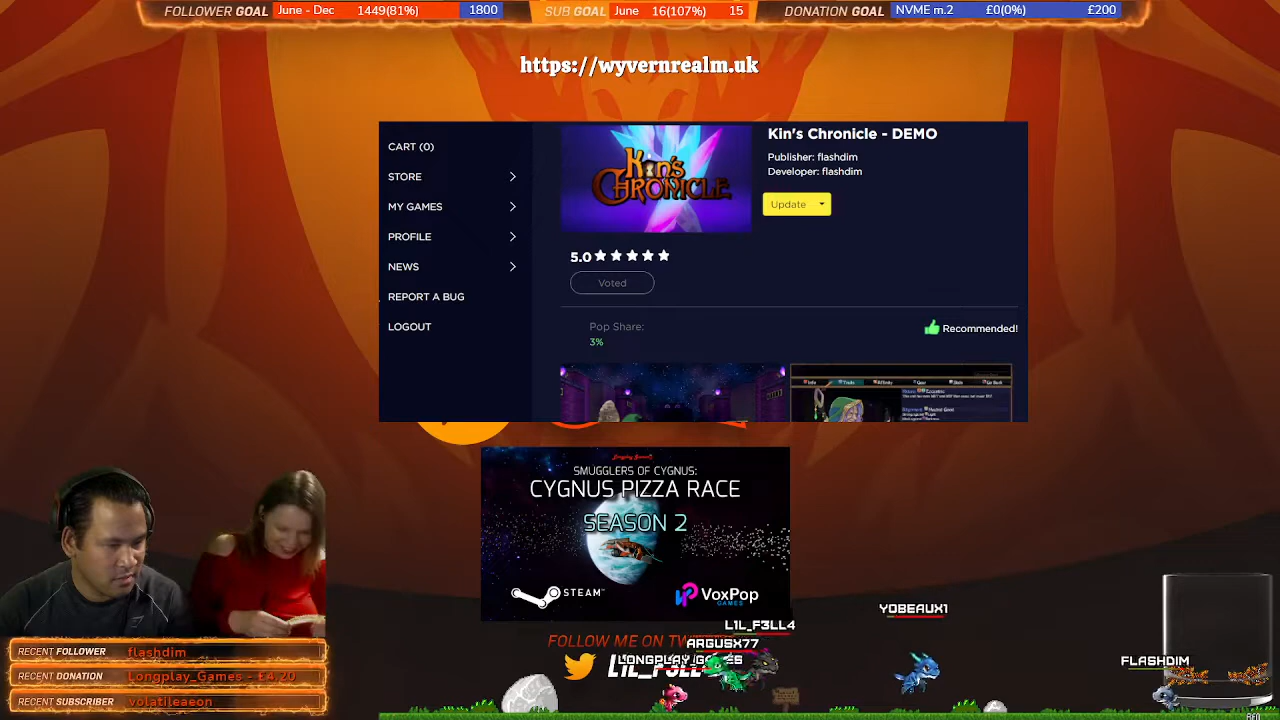 FOLLOWER GOAL June - Dec 1449(81%) 1800 SUB GOAL June 16(107%) 15 DONATION GOAL NVME m.2 £0(0%) £200
https://wyvernrealm.uk
CART (0)
STORE
MY GAMES
PROFILE
NEWS
REPORT A BUG
LOGOUT
Kin's Chronicle
Kin's Chronicle - DEMO
Publisher: flashdim
Developer: flashdim
Update
5.0
Voted
Pop Share:
3%
Recommended!
SMUGGLERS OF CYGNUS:
CYGNUS PIZZA RACE
SEASON 2
STEAM
VoxPop
GAMES
FOLLOW ME ON
L1L_F3LL4
ARGUSX77
LONGPLAY_GAMES
YOBEAUX1
FLASHDIM
RECENT FOLLOWER flashdim
RECENT DONATION Longplay_Games - £4.20
RECENT SUBSCRIBER volatileaeon